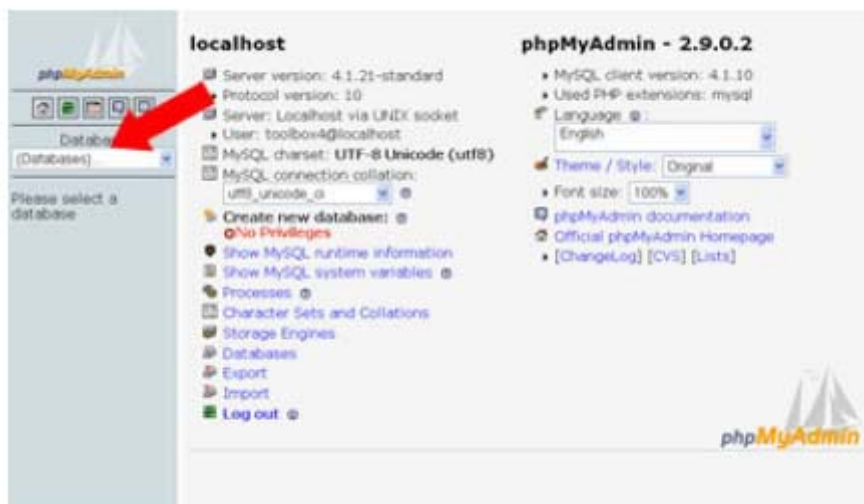 phpMyAdmin
Database
(Databases) ...
Please select a
database
localhost
Server version: 4.1.21-standard
Protocol version: 10
Server: Localhost via UNIX socket
User: toolbox4@localhost
MySQL charset: UTF-8 Unicode (utf8)
MySQL connection collation:
utf8_unicode_ci
Create new database:
No Privileges
Show MySQL runtime information
Show MySQL system variables
Processes
Character Sets and Collations
Storage Engines
Databases
Export
Import
Log out
phpMyAdmin - 2.9.0.2
MySQL client version: 4.1.10
Used PHP extensions: mysql
Language :
English
Theme / Style: Original
Font size: 100%
phpMyAdmin documentation
Official phpMyAdmin Homepage
[ChangeLog] [CVS] [Lists]
phpMyAdmin